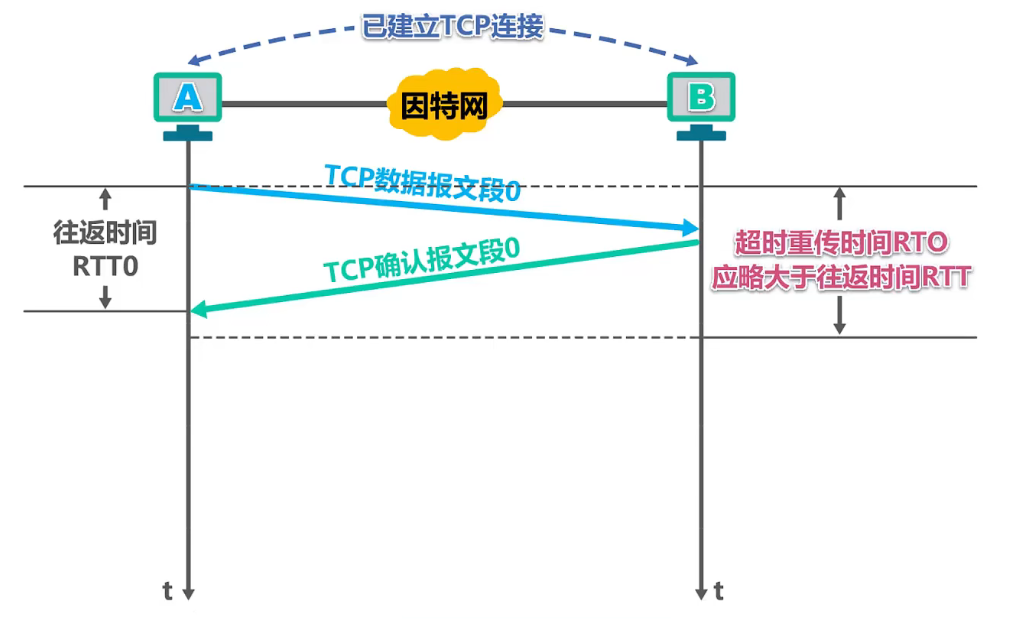 已建立TCP连接
A
因特网
B
TCP数据报文段0
往返时间
RTT0
TCP确认报文段0
超时重传时间RTO
应略大于往返时间RTT
t
t